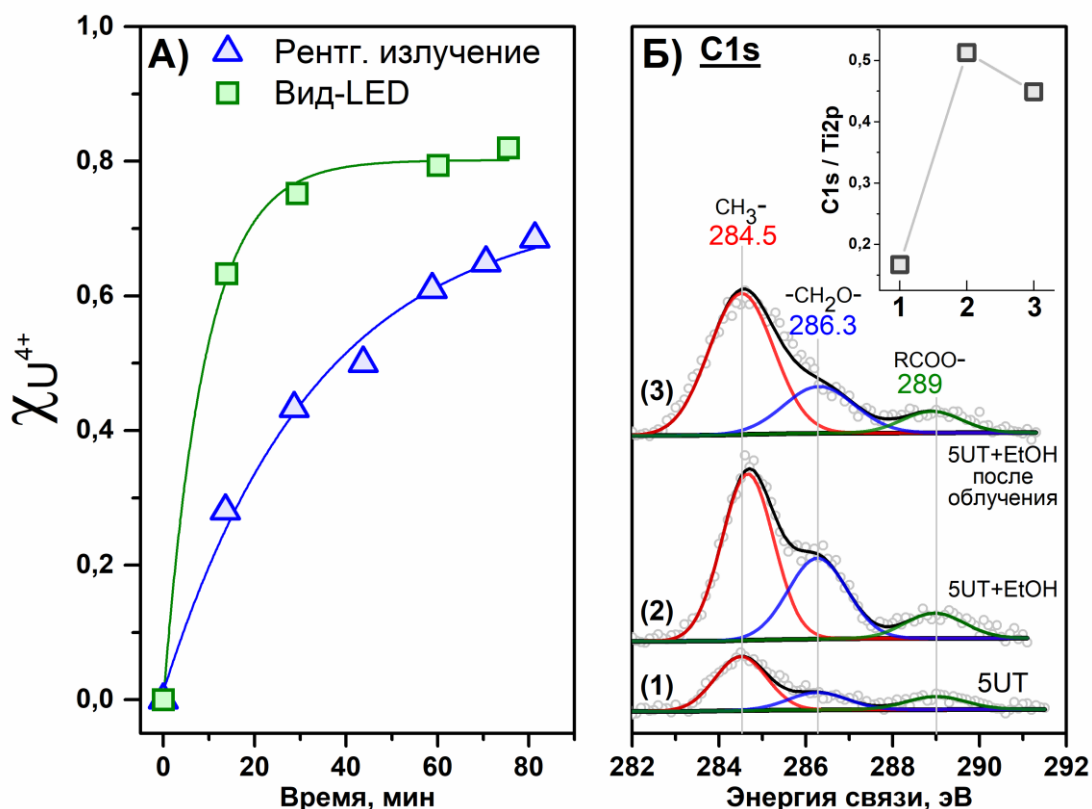 А)
Рентг. излучение
Вид-LED
1,0
0,8
0,6
0,4
0,2
0,0
χU⁴⁺
0 20 40 60 80
Время, мин
Б) C1s
C1s / Ti2p
0,5
0,4
0,3
0,2
1 2 3
CH₃-
284.5
-CH₂O-
286.3
RCOO-
289
(3)
5UT+EtOH
после
облучения
(2)
5UT+EtOH
(1)
5UT
282 284 286 288 290 292
Энергия связи, эВ